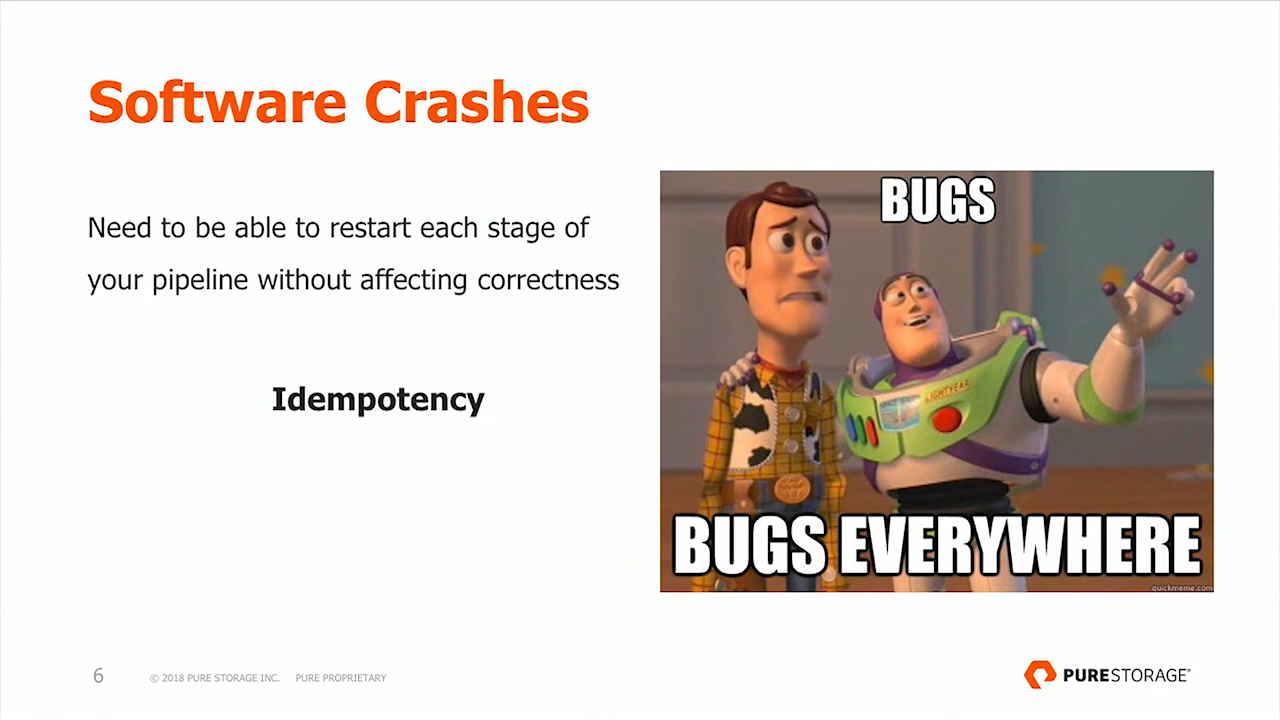 Software Crashes
Need to be able to restart each stage of
your pipeline without affecting correctness
Idempotency
BUGS
LIGHTYEAR
BUGS EVERYWHERE
quickmeme.com
6 © 2018 PURE STORAGE INC. PURE PROPRIETARY
PURESTORAGE®